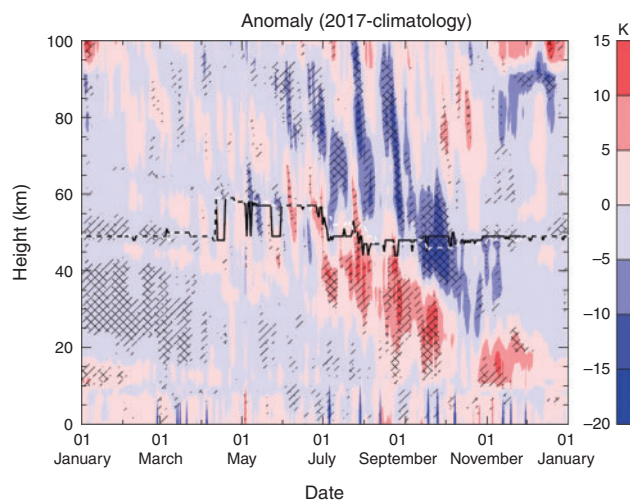 Anomaly (2017-climatology)
K
100
80
60
40
20
0
Height (km)
15
10
5
0
−5
−10
−15
−20
01 01 01 01 01 01 01
January March May July September November January
Date